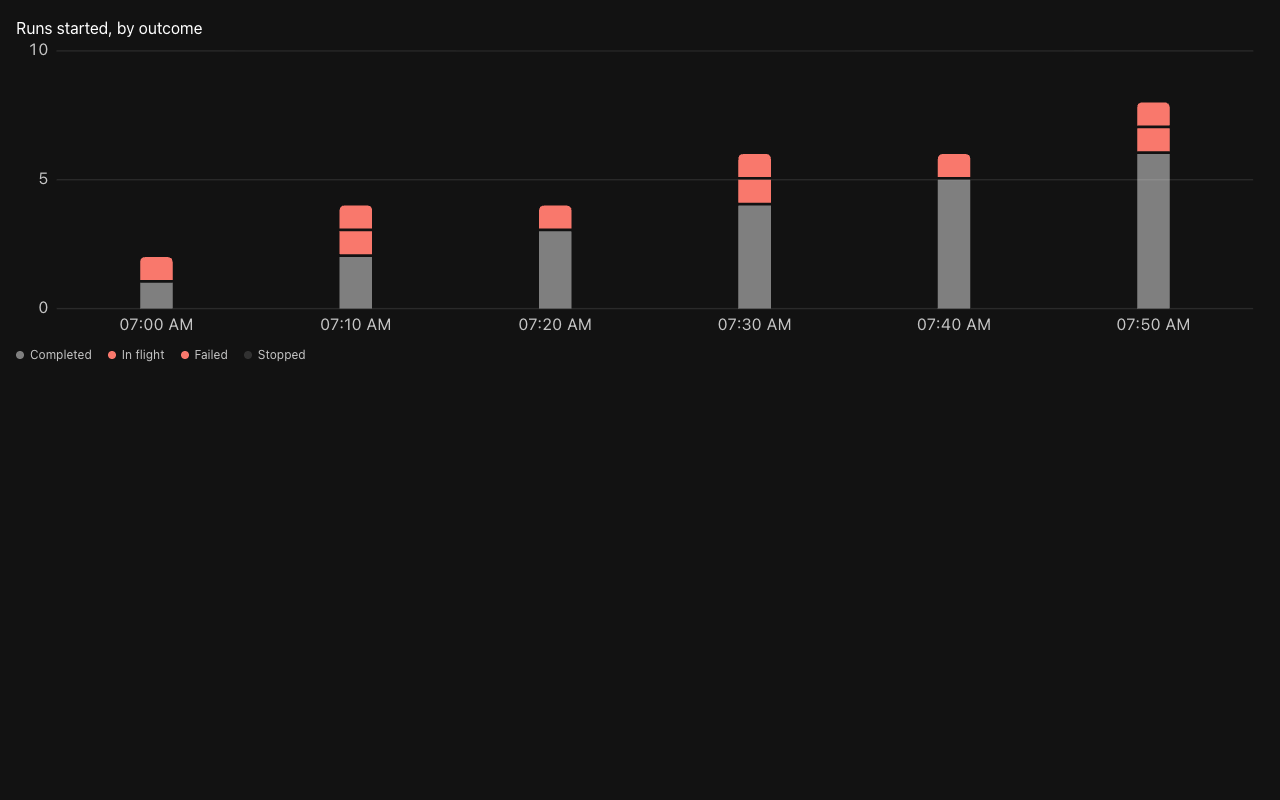 Runs started, by outcome
10
5
0
07:00 AM 07:10 AM 07:20 AM 07:30 AM 07:40 AM 07:50 AM
Completed In flight Failed Stopped